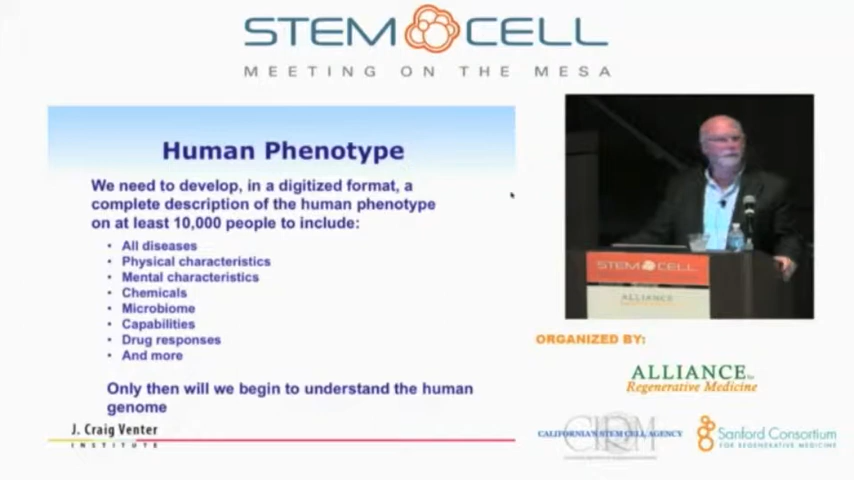 STEM CELL
MEETING ON THE MESA
Human Phenotype
We need to develop, in a digitized format, a
complete description of the human phenotype
on at least 10,000 people to include:
• All diseases
• Physical characteristics
• Mental characteristics
• Chemicals
• Microbiome
• Capabilities
• Drug responses
• And more
Only then will we begin to understand the human
genome
J. Craig Venter
INSTITUTE
STEM CELL
ALLIANCE
ORGANIZED BY:
ALLIANCE for
Regenerative Medicine
CIRM
CALIFORNIA'S STEM CELL AGENCY
Sanford Consortium
FOR REGENERATIVE MEDICINE